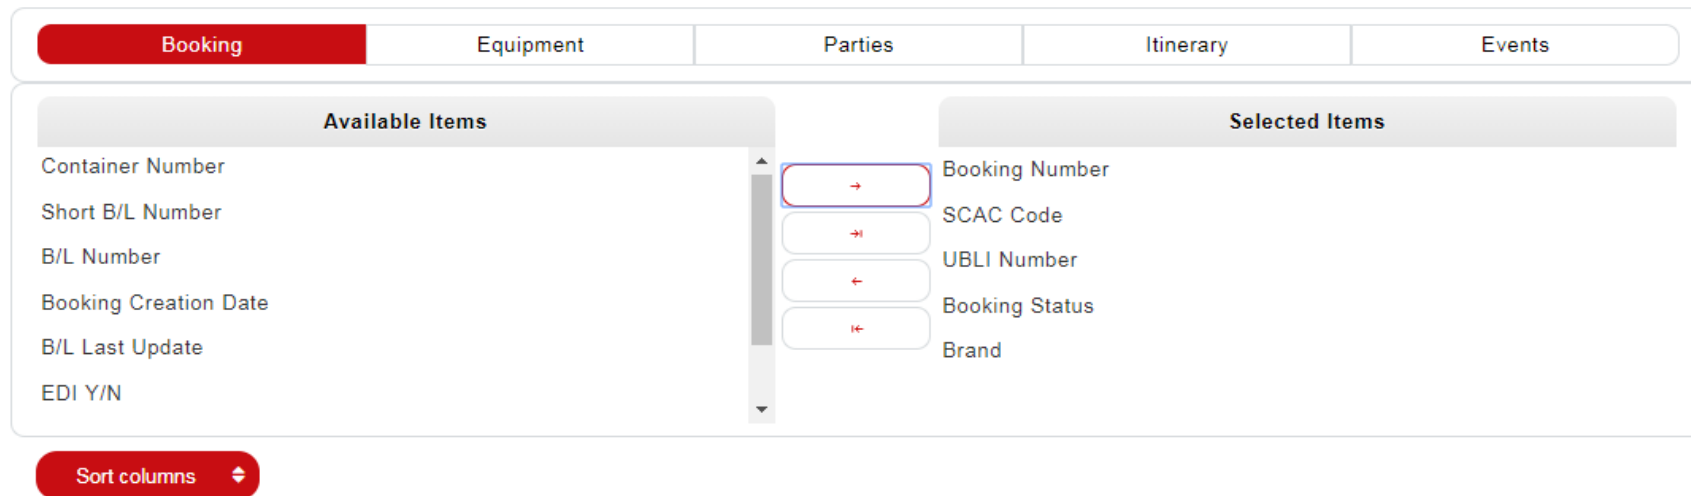 Booking Equipment Parties Itinerary Events
Available Items
Container Number
Short B/L Number
B/L Number
Booking Creation Date
B/L Last Update
EDI Y/N
Selected Items
Booking Number
SCAC Code
UBLI Number
Booking Status
Brand
Sort columns